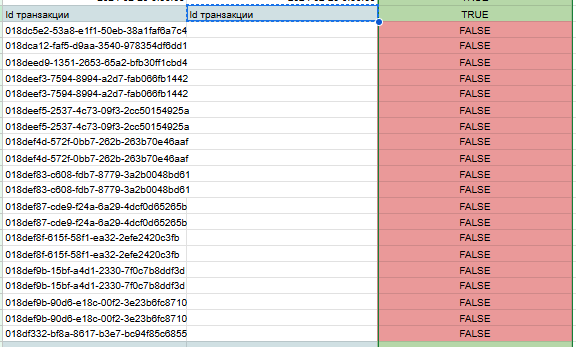 Id транзакции Id транзакции TRUE
018dc5e2-53a8-e1f1-50eb-38a1faf6a7c4 FALSE
018dca12-faf5-d9aa-3540-978354df6dd1 FALSE
018deed9-1351-2653-65a2-bfb30ff1cbd4 FALSE
018deef3-7594-8994-a2d7-fab066fb1442 FALSE
018deef3-7594-8994-a2d7-fab066fb1442 FALSE
018deef5-2537-4c73-09f3-2cc50154925a FALSE
018deef5-2537-4c73-09f3-2cc50154925a FALSE
018def4d-572f-0bb7-262b-263b70e46aaf FALSE
018def4d-572f-0bb7-262b-263b70e46aaf FALSE
018def83-c608-fdb7-8779-3a2b0048bd61 FALSE
018def83-c608-fdb7-8779-3a2b0048bd61 FALSE
018def87-cde9-f24a-6a29-4dcf0d65265b FALSE
018def87-cde9-f24a-6a29-4dcf0d65265b FALSE
018def8f-615f-58f1-ea32-2efe2420c3fb FALSE
018def8f-615f-58f1-ea32-2efe2420c3fb FALSE
018def9b-15bf-a4d1-2330-7f0c7b8ddf3d FALSE
018def9b-15bf-a4d1-2330-7f0c7b8ddf3d FALSE
018def9b-90d6-e18c-00f2-3e23b6fc8710 FALSE
018def9b-90d6-e18c-00f2-3e23b6fc8710 FALSE
018df332-bf8a-8617-b3e7-bc94f85c6855 FALSE